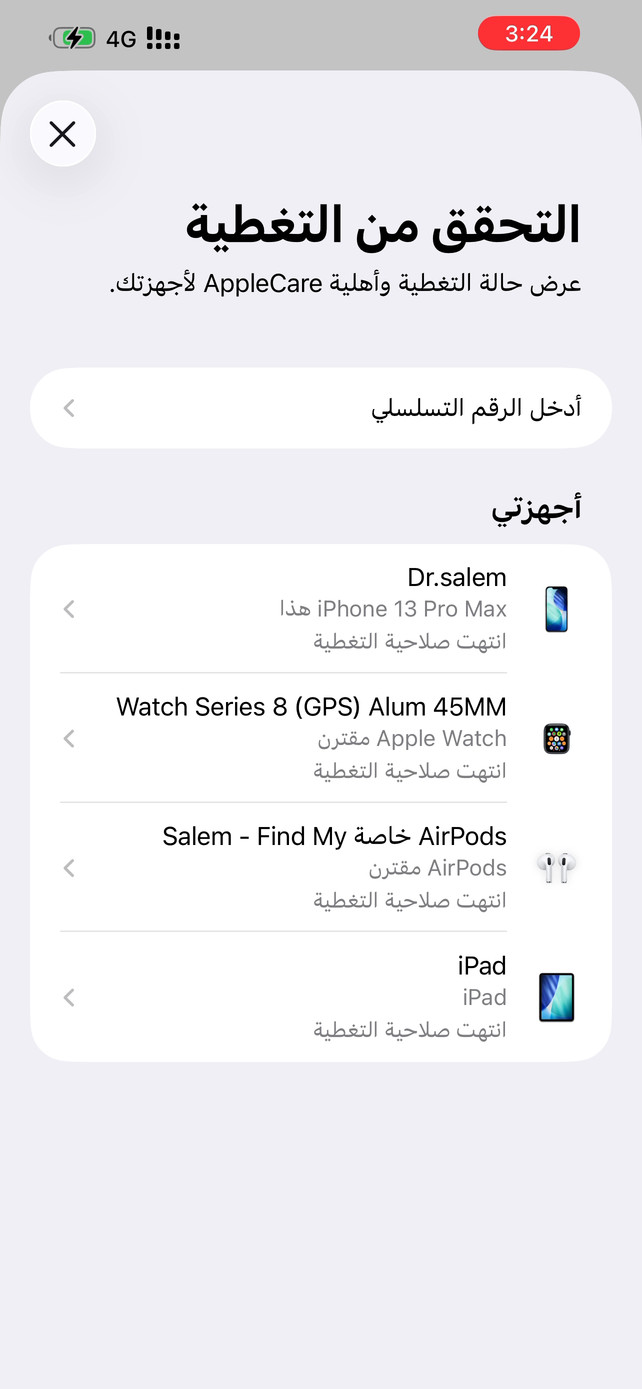 3:24
4G
التحقق من التغطية
عرض حالة التغطية وأهلية AppleCare لأجهزتك.
أدخل الرقم التسلسلي
أجهزتي
Dr.salem
iPhone 13 Pro Max هذا
انتهت صلاحية التغطية
Watch Series 8 (GPS) Alum 45MM
Apple Watch مقترن
انتهت صلاحية التغطية
AirPods خاصة Salem - Find My
AirPods مقترن
انتهت صلاحية التغطية
iPad
iPad
انتهت صلاحية التغطية